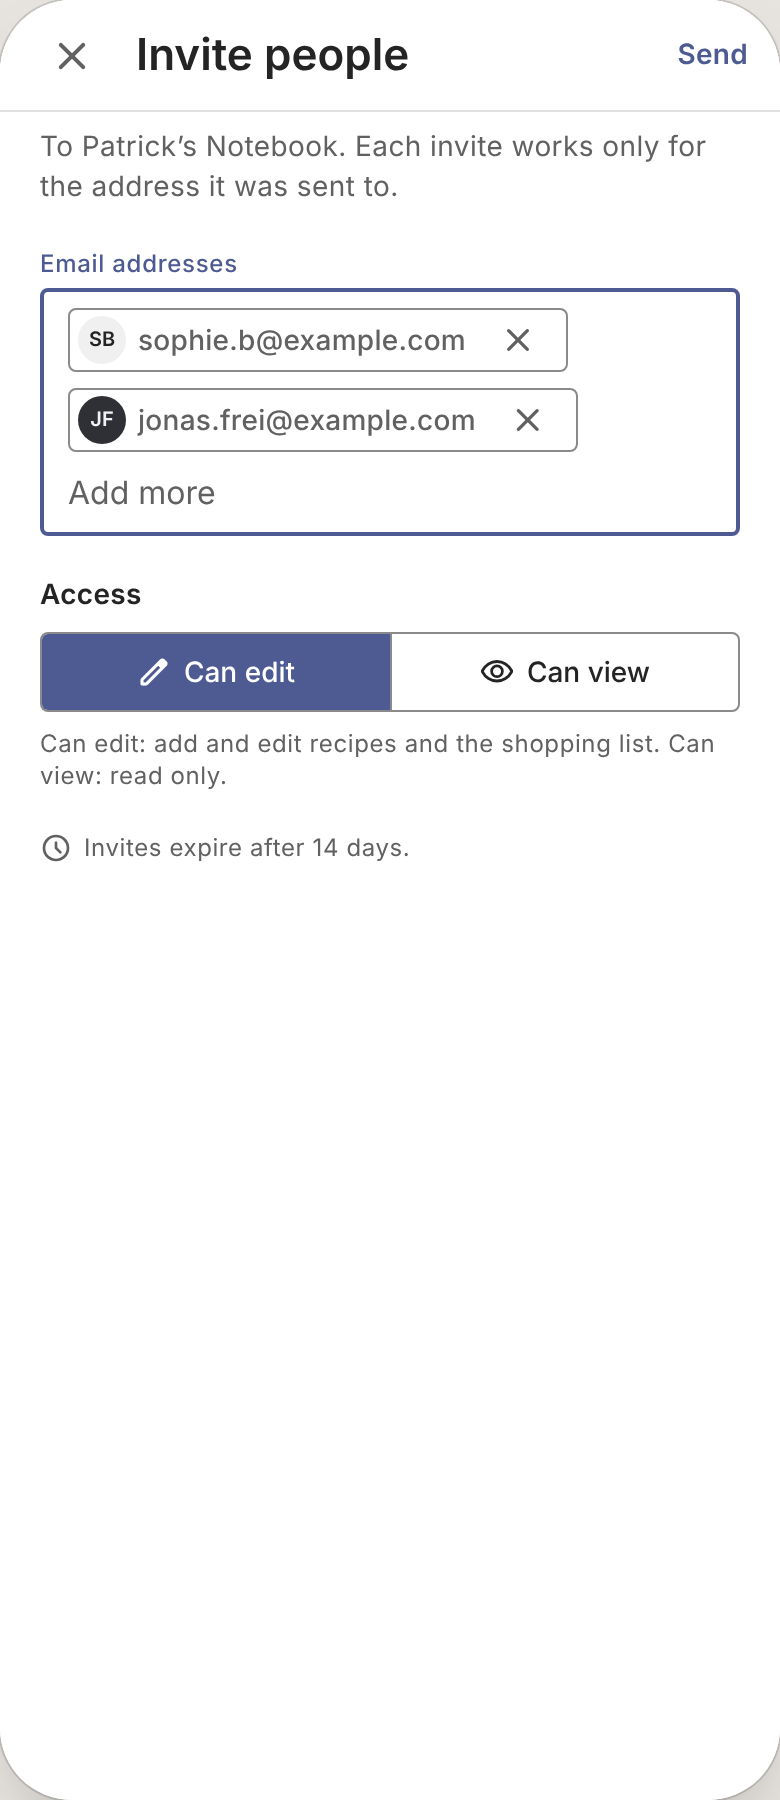 Invite people
Send
To Patrick’s Notebook. Each invite works only for
the address it was sent to.
Email addresses
SB sophie.b@example.com
JF jonas.frei@example.com
Add more
Access
Can edit
Can view
Can edit: add and edit recipes and the shopping list. Can
view: read only.
Invites expire after 14 days.